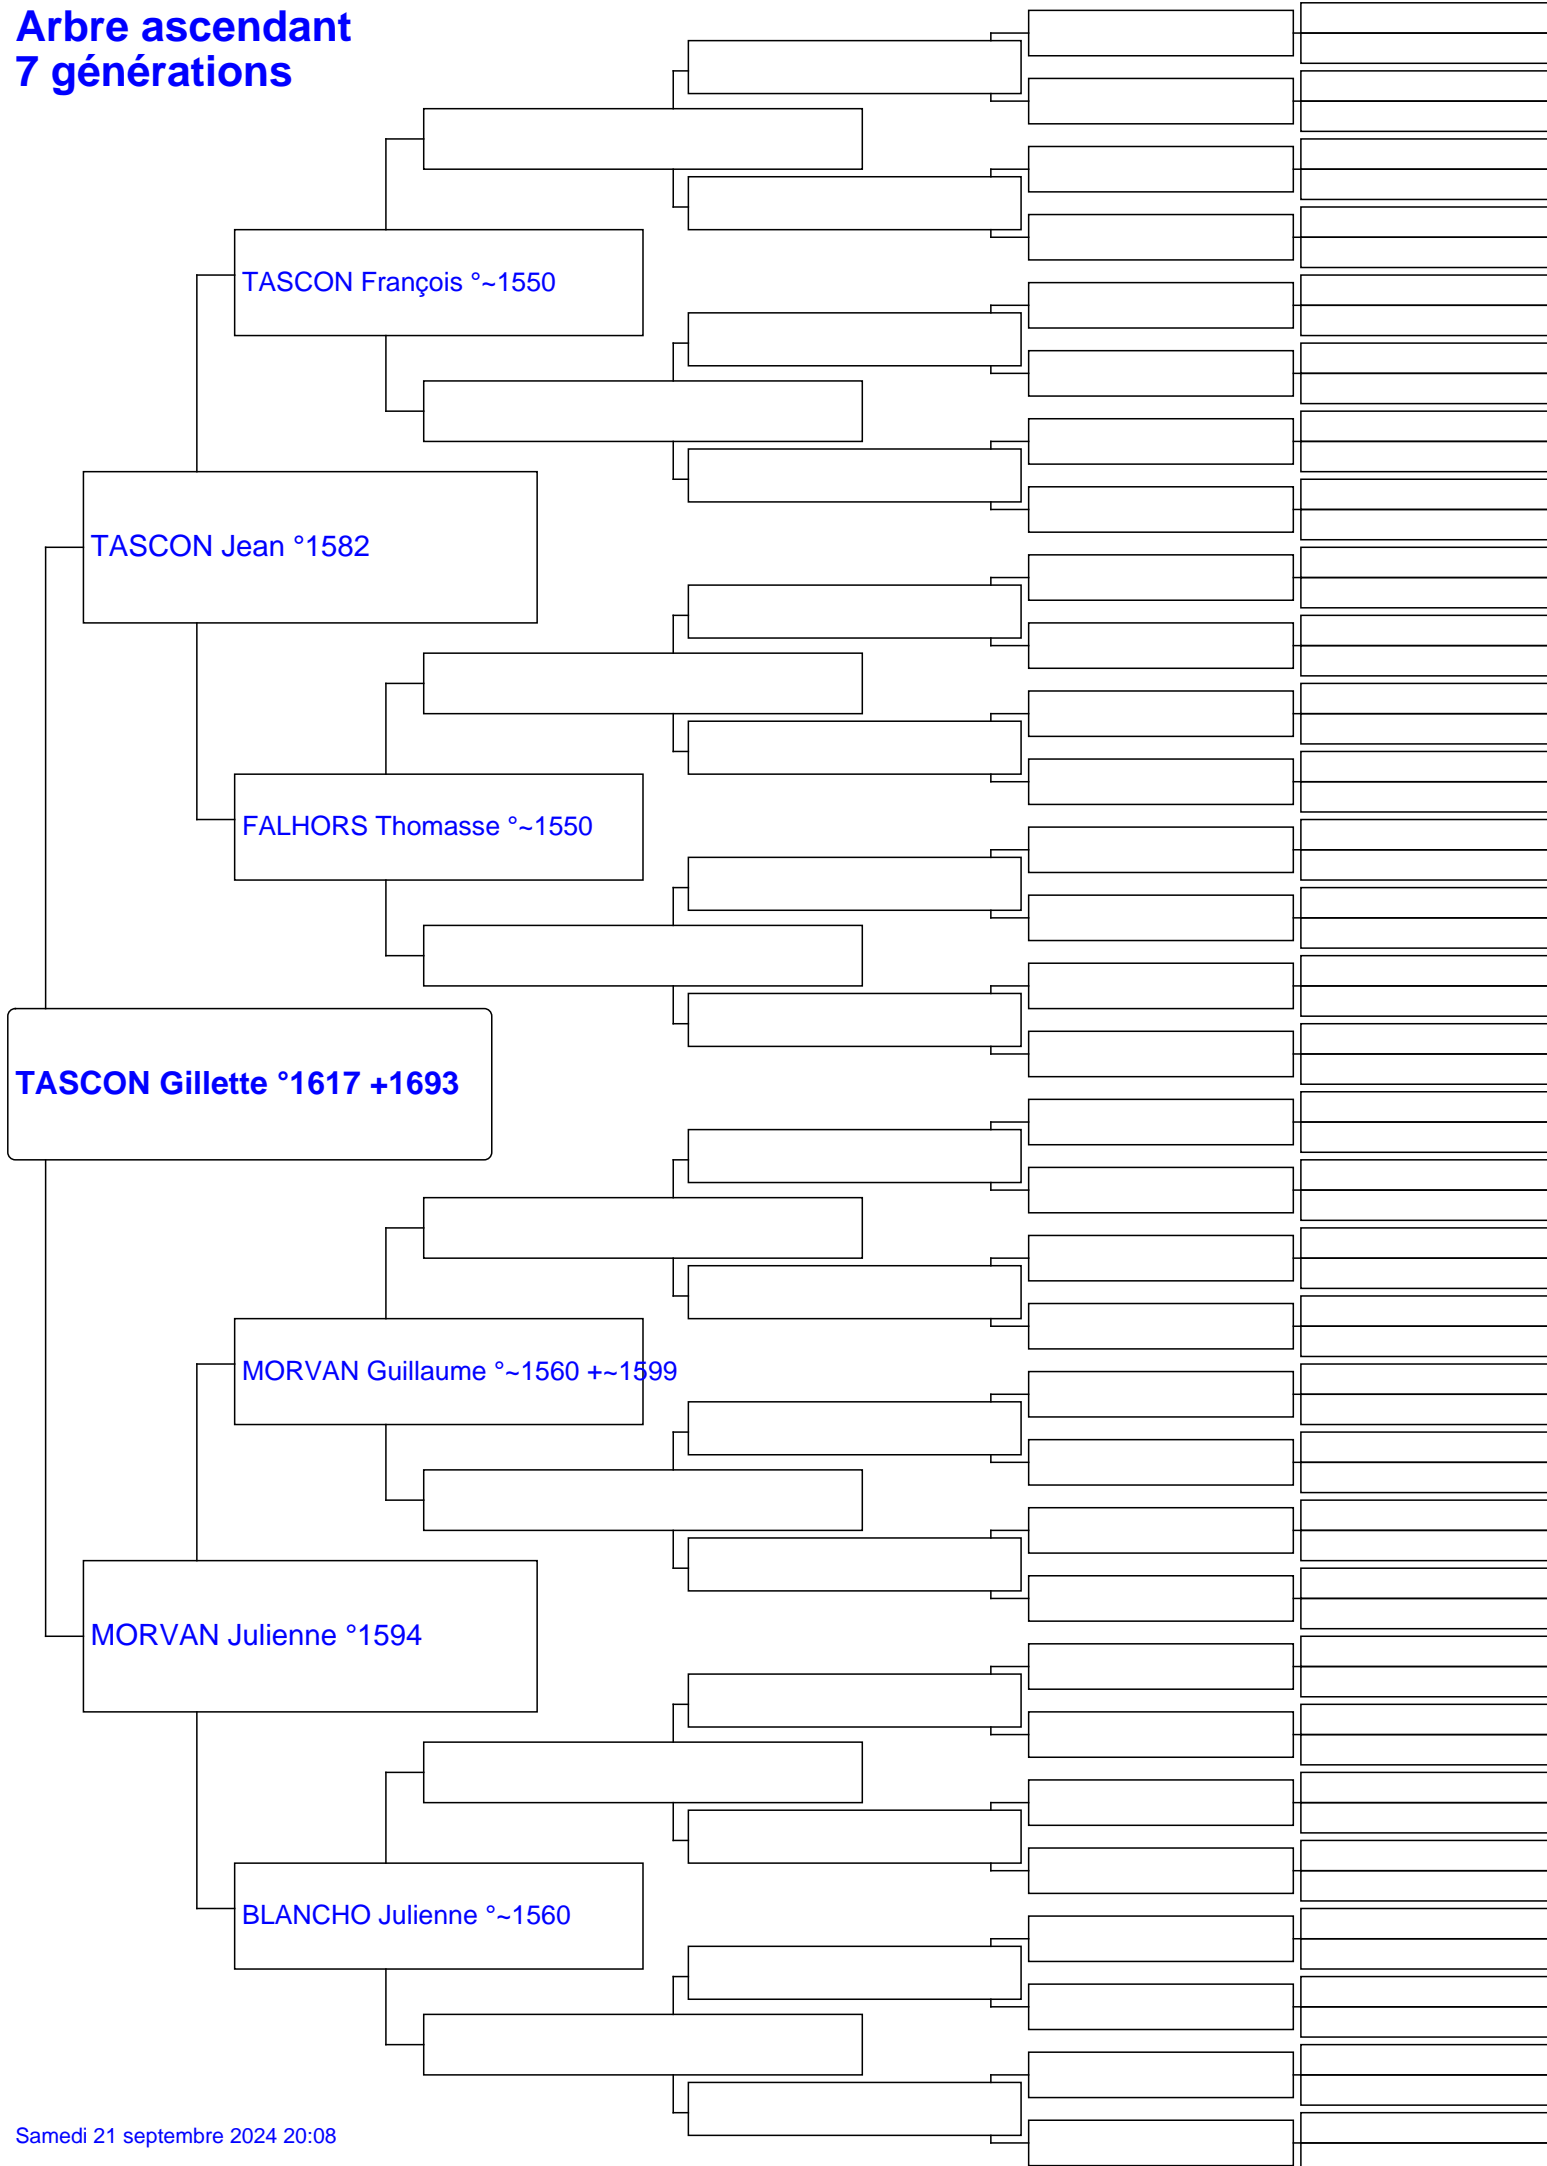 Arbre ascendant
7 générations
TASCON François °~1550
TASCON Jean °1582
FALHORS Thomasse °~1550
TASCON Gillette °1617 +1693
MORVAN Guillaume °~1560 +~1599
MORVAN Julienne °1594
BLANCHO Julienne °~1560
Samedi 21 septembre 2024 20:08